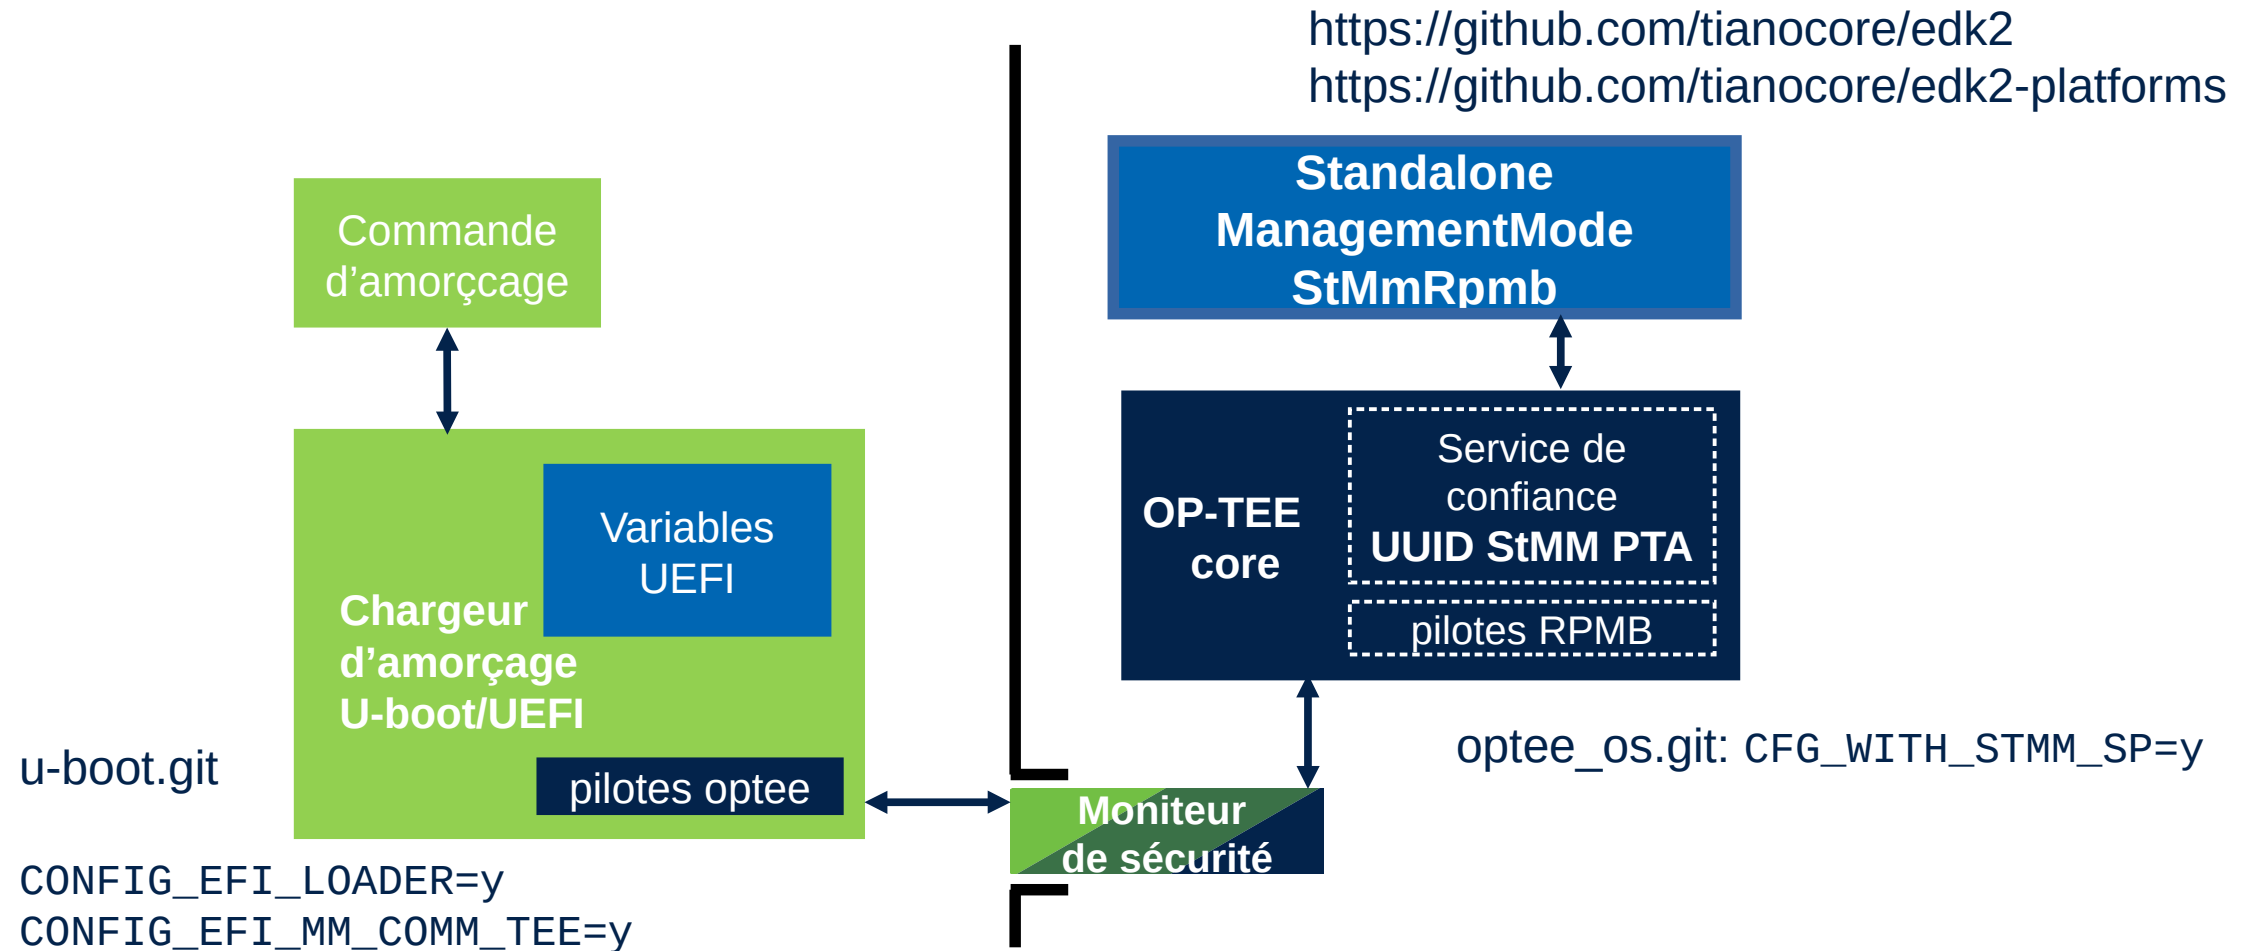 https://github.com/tianocore/edk2
https://github.com/tianocore/edk2-platforms
Standalone
ManagementMode
StMmRpmb
Commande
d’amorçcage
Variables
UEFI
Chargeur
d’amorçage
U-boot/UEFI
pilotes optee
u-boot.git
CONFIG_EFI_LOADER=y
CONFIG_EFI_MM_COMM_TEE=y
OP-TEE
core
Service de
confiance
UUID StMM PTA
pilotes RPMB
optee_os.git: CFG_WITH_STMM_SP=y
Moniteur
de sécurité